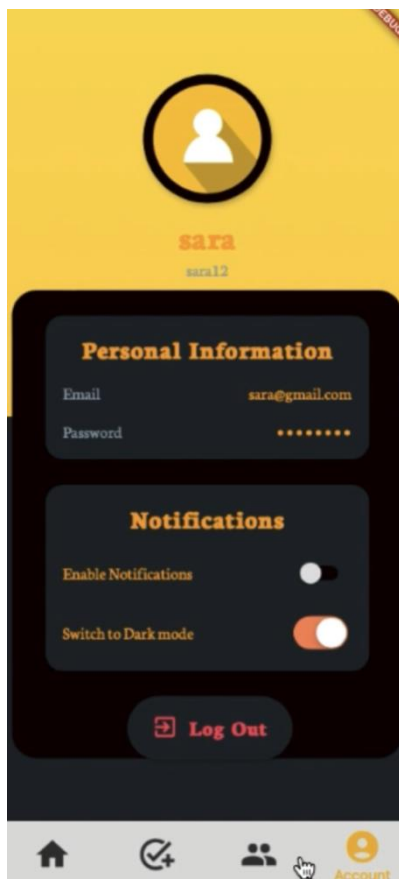 sara
sara12
Personal Information
Email sara@gmail.com
Password ••••••••
Notifications
Enable Notifications
Switch to Dark mode
Log Out
Account